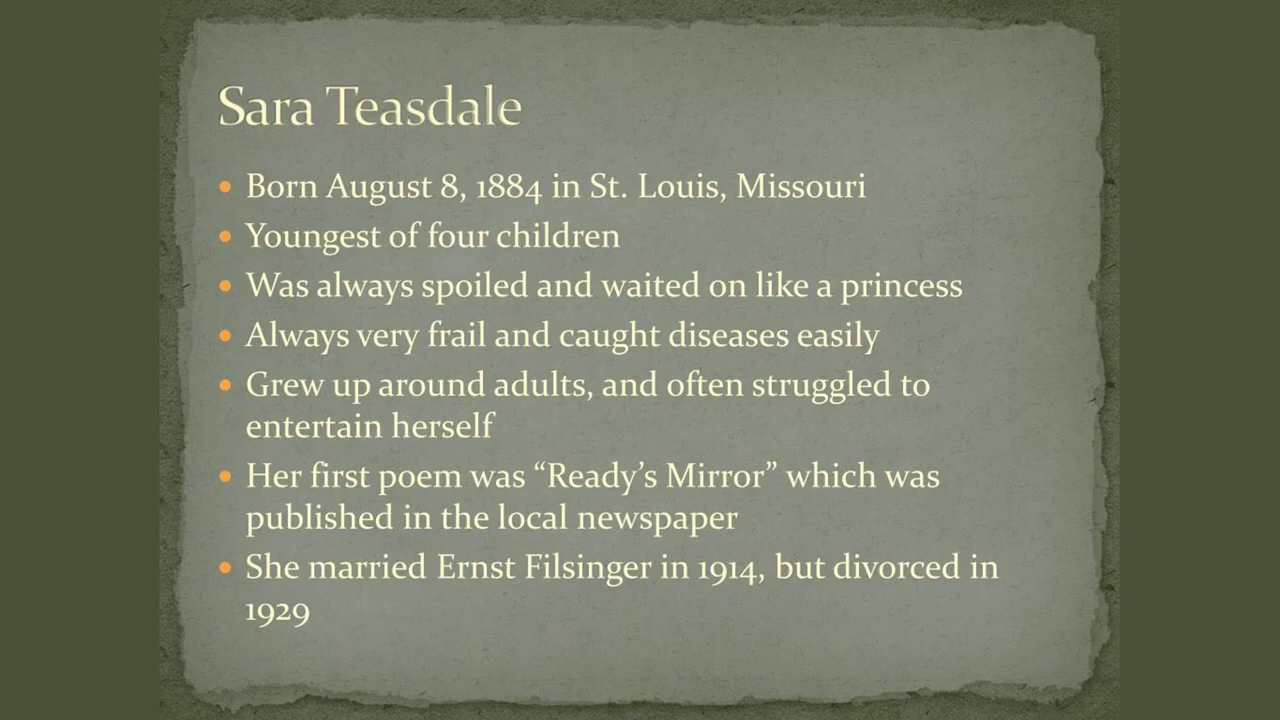 Sara Teasdale
• Born August 8, 1884 in St. Louis, Missouri
• Youngest of four children
• Was always spoiled and waited on like a princess
• Always very frail and caught diseases easily
• Grew up around adults, and often struggled to
entertain herself
• Her first poem was “Ready’s Mirror” which was
published in the local newspaper
• She married Ernst Filsinger in 1914, but divorced in
1929